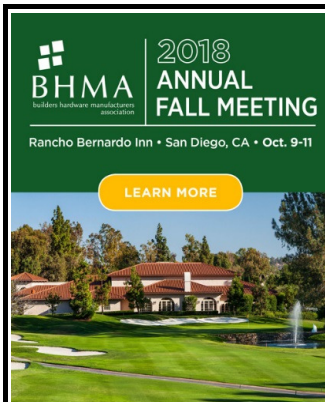 BHMA
builders hardware manufacturers
association
2018
ANNUAL
FALL MEETING
Rancho Bernardo Inn • San Diego, CA • Oct. 9-11
LEARN MORE